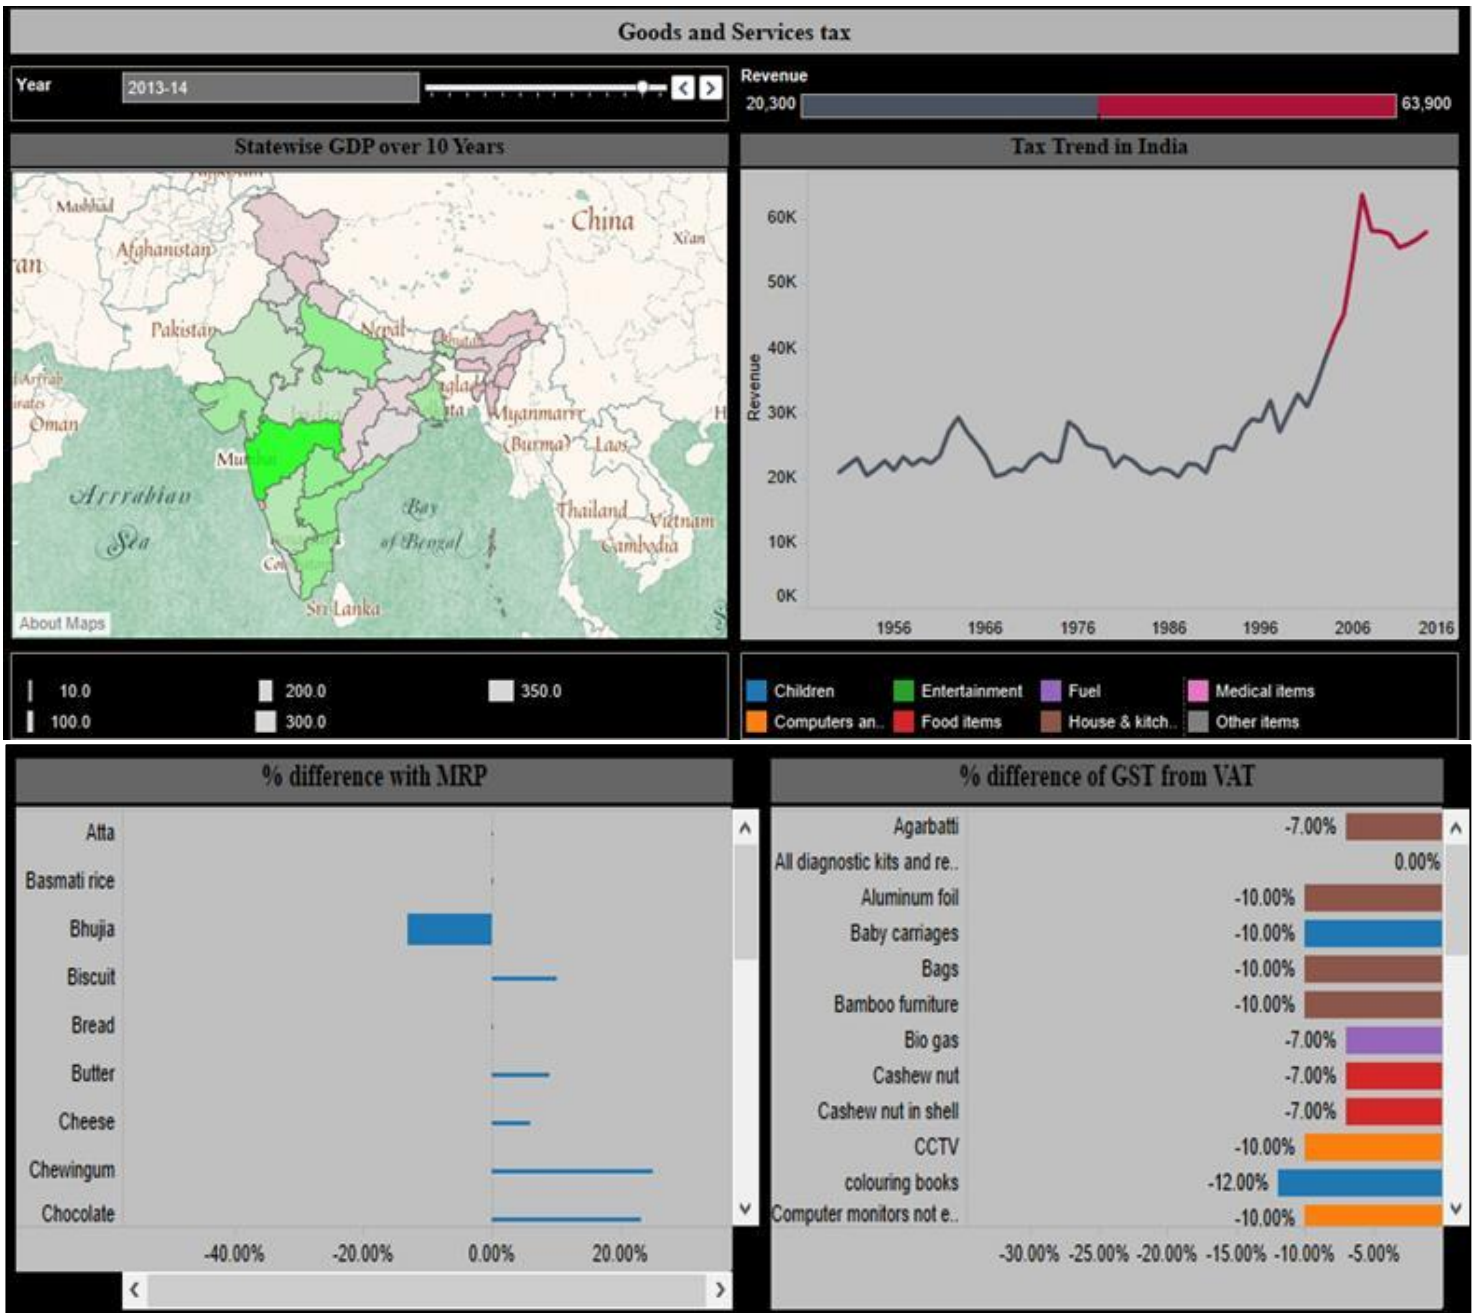 Goods and Services tax
Year
2013-14
Revenue
20,300
63,900
Statewise GDP over 10 Years
Tax Trend in India
Mashhad
China
Xi'an
Afghanistan
an
Pakistan
Nepal
Bhutan
India
Oman
Myanmar
(Burma)
Laos
Mumbai
Arrrabian
Sea
Bay
of Bengal
Thailand
Vietnam
Cambodia
Sri Lanka
About Maps
Revenue
60K
50K
40K
30K
20K
10K
0K
1956 1966 1976 1986 1996 2006 2016
10.0 200.0 350.0
100.0 300.0
Children Entertainment Fuel Medical items
Computers an.. Food items House & kitch.. Other items
% difference with MRP
Atta
Basmati rice
Bhujia
Biscuit
Bread
Butter
Cheese
Chewingum
Chocolate
-40.00% -20.00% 0.00% 20.00%
% difference of GST from VAT
Agarbatti -7.00%
All diagnostic kits and re.. 0.00%
Aluminum foil -10.00%
Baby carriages -10.00%
Bags -10.00%
Bamboo furniture -10.00%
Bio gas -7.00%
Cashew nut -7.00%
Cashew nut in shell -7.00%
CCTV -10.00%
colouring books -12.00%
Computer monitors not e.. -10.00%
-30.00% -25.00% -20.00% -15.00% -10.00% -5.00%